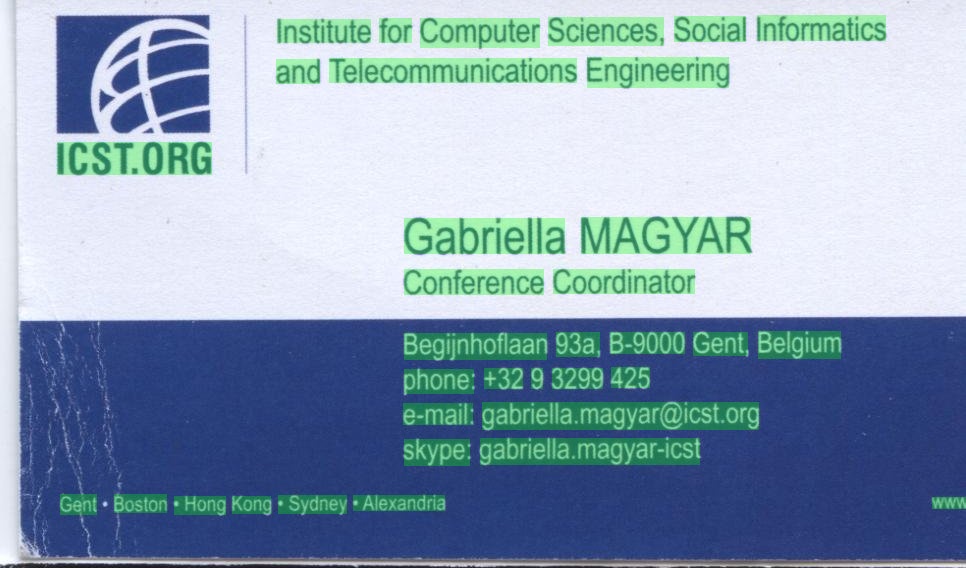 Institute for Computer Sciences, Social Informatics
and Telecommunications Engineering
ICST.ORG
Gabriella MAGYAR
Conference Coordinator
Begijnhoflaan 93a, B-9000 Gent, Belgium
phone: +32 9 3299 425
e-mail: gabriella.magyar@icst.org
skype: gabriella.magyar-icst
Gent • Boston • Hong Kong • Sydney • Alexandria
www